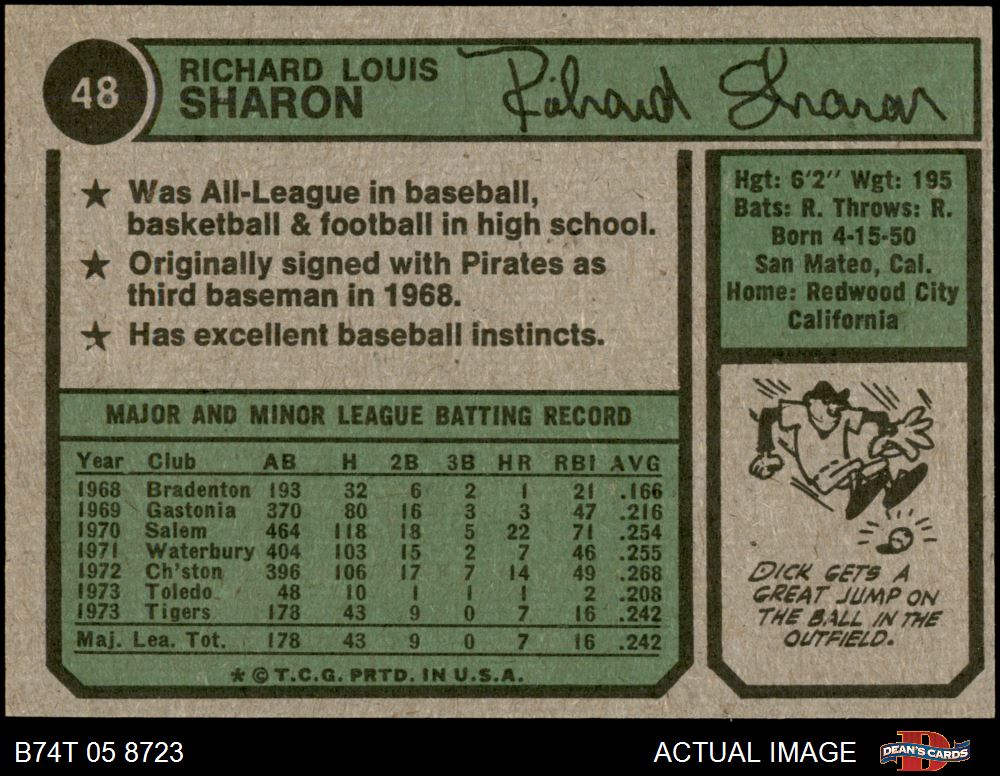 48
RICHARD LOUIS
SHARON
Richard Sharon
★ Was All-League in baseball,
basketball & football in high school.
★ Originally signed with Pirates as
third baseman in 1968.
★ Has excellent baseball instincts.
Hgt: 6'2" Wgt: 195
Bats: R. Throws: R.
Born 4-15-50
San Mateo, Cal.
Home: Redwood City
California
MAJOR AND MINOR LEAGUE BATTING RECORD
Year Club AB H 2B 3B HR RBI AVG
1968 Bradenton 193 32 6 2 1 21 .166
1969 Gastonia 370 80 16 3 3 47 .216
1970 Salem 464 118 18 5 22 71 .254
1971 Waterbury 404 103 15 2 7 46 .255
1972 Ch'ston 396 106 17 7 14 49 .268
1973 Toledo 48 10 1 1 1 2 .208
1973 Tigers 178 43 9 0 7 16 .242
Maj. Lea. Tot. 178 43 9 0 7 16 .242
* © T.C.G. PRTD. IN U.S.A.
DICK GETS A
GREAT JUMP ON
THE BALL IN THE
OUTFIELD.
B74T 05 8723
ACTUAL IMAGE
DEAN'S CARDS